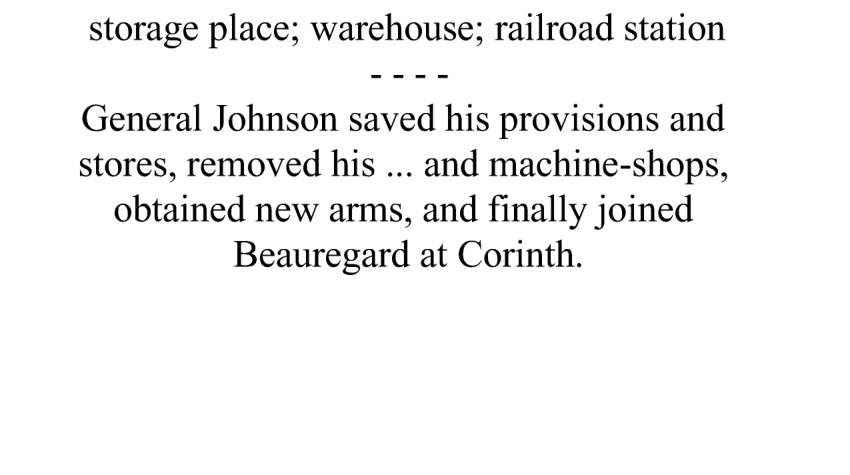 storage place; warehouse; railroad station
- - - -
General Johnson saved his provisions and
stores, removed his ... and machine-shops,
obtained new arms, and finally joined
Beauregard at Corinth.